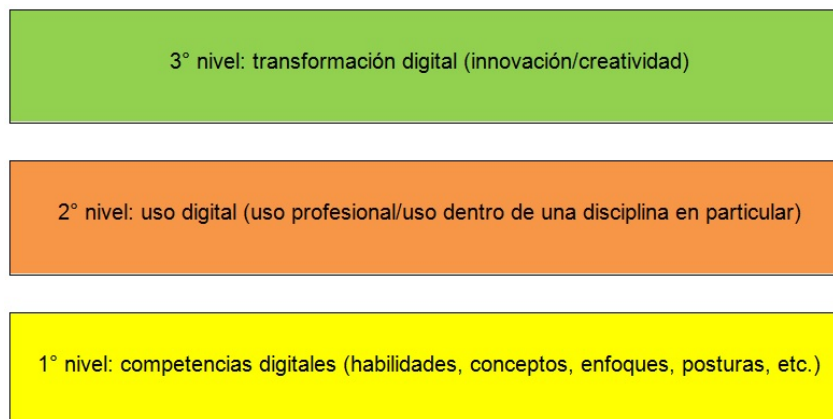 3° nivel: transformación digital (innovación/creatividad)
2° nivel: uso digital (uso profesional/uso dentro de una disciplina en particular)
1° nivel: competencias digitales (habilidades, conceptos, enfoques, posturas, etc.)